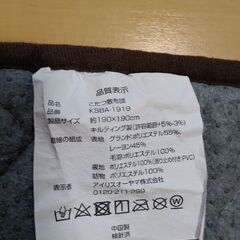 品質表示
品名 こたつ敷布団
品番 KSBA-1919
製品サイズ 約190×190cm
キルティング製(許容範囲+5%-3%)
組成 表地 グランドポリエステル55%、
レーヨン45%
毛羽ポリエステル100%
裏地 ポリエステル100%(滑り止め付きPVC)
詰めもの ポリエステル100%
表示者 アイリスオーヤマ株式会社
0120-211-299
中国製
検針済